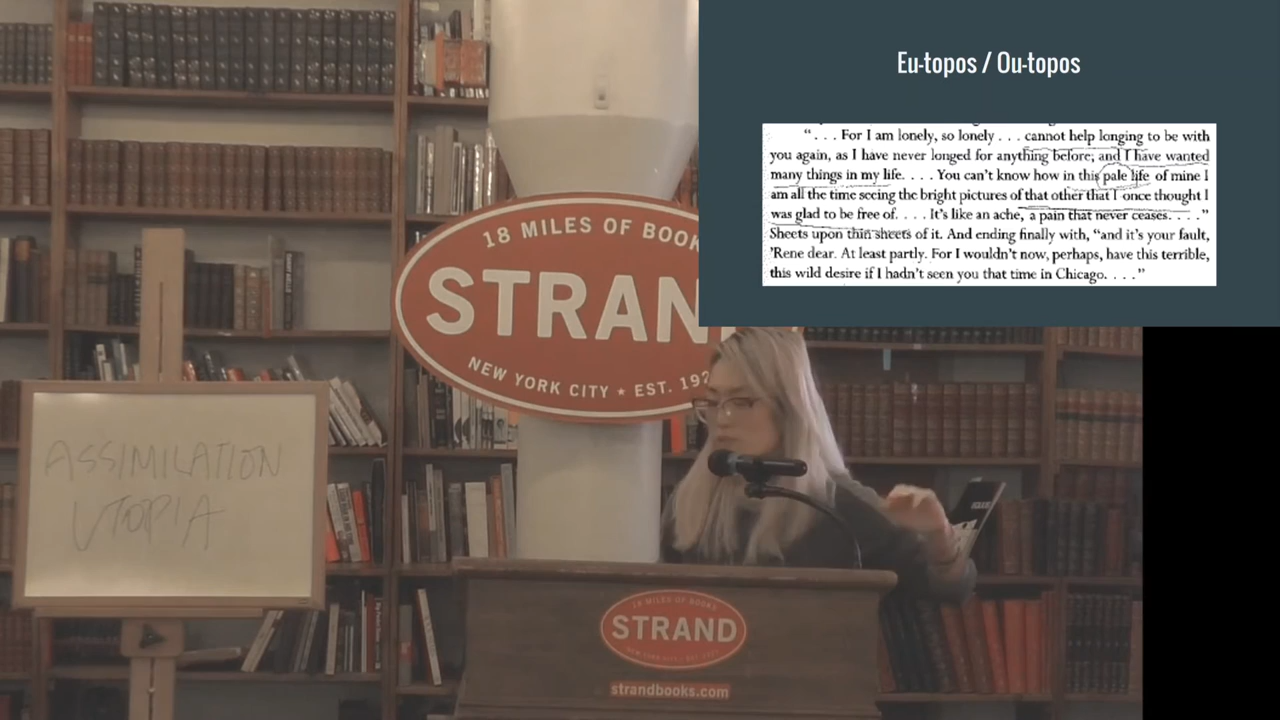 Eu-topos / Ou-topos
“. . . For I am lonely, so lonely . . . cannot help longing to be with
you again, as I have never longed for anything before; and I have wanted
many things in my life. . . . You can't know how in this pale life of mine I
am all the time seeing the bright pictures of that other that I once thought I
was glad to be free of. . . . It's like an ache, a pain that never ceases. . . .”
Sheets upon thin sheets of it. And ending finally with, “and it's your fault,
'Rene dear. At least partly. For I wouldn't now, perhaps, have this terrible,
this wild desire if I hadn't seen you that time in Chicago. . . .”
18 MILES OF BOOK
STRAN
NEW YORK CITY ★ EST. 192
ASSIMILATION
UTOPIA
18 MILES OF BOOKS
STRAND
strandbooks.com